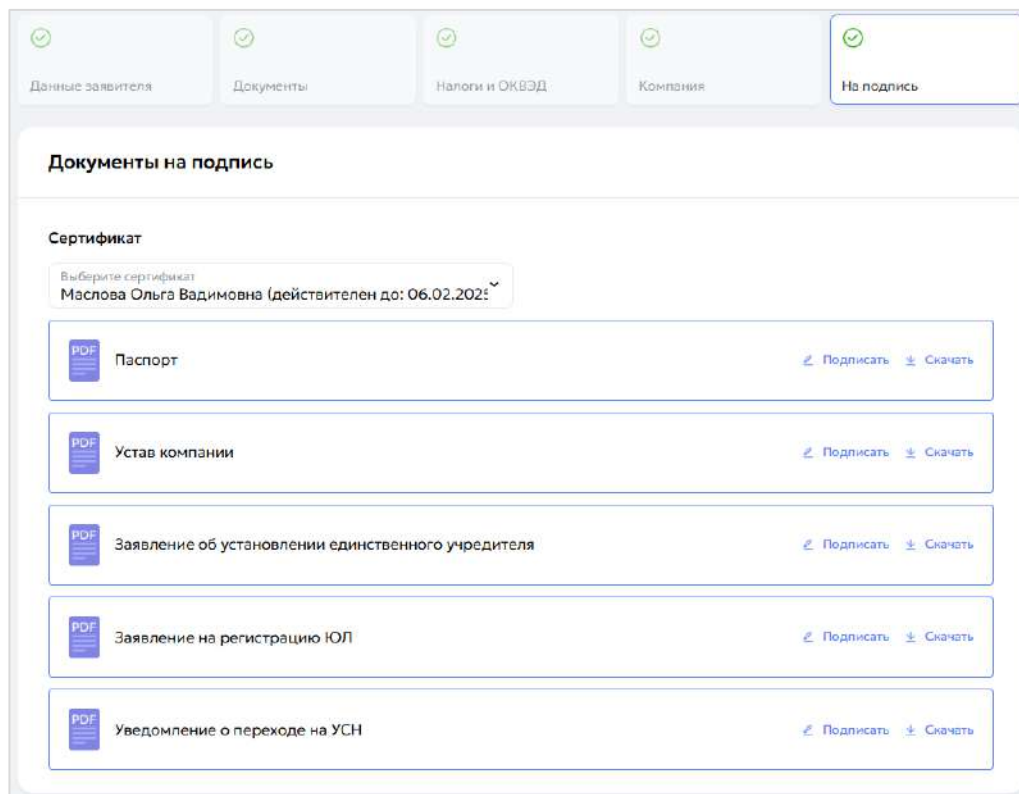 Данные заявителя
Документы
Налоги и ОКВЭД
Компания
На подпись
Документы на подпись
Сертификат
Выберите сертификат
Маслова Ольга Вадимовна (действителен до: 06.02.2025
PDF Паспорт Подписать Скачать
PDF Устав компании Подписать Скачать
PDF Заявление об установлении единственного учредителя Подписать Скачать
PDF Заявление на регистрацию ЮЛ Подписать Скачать
PDF Уведомление о переходе на УСН Подписать Скачать